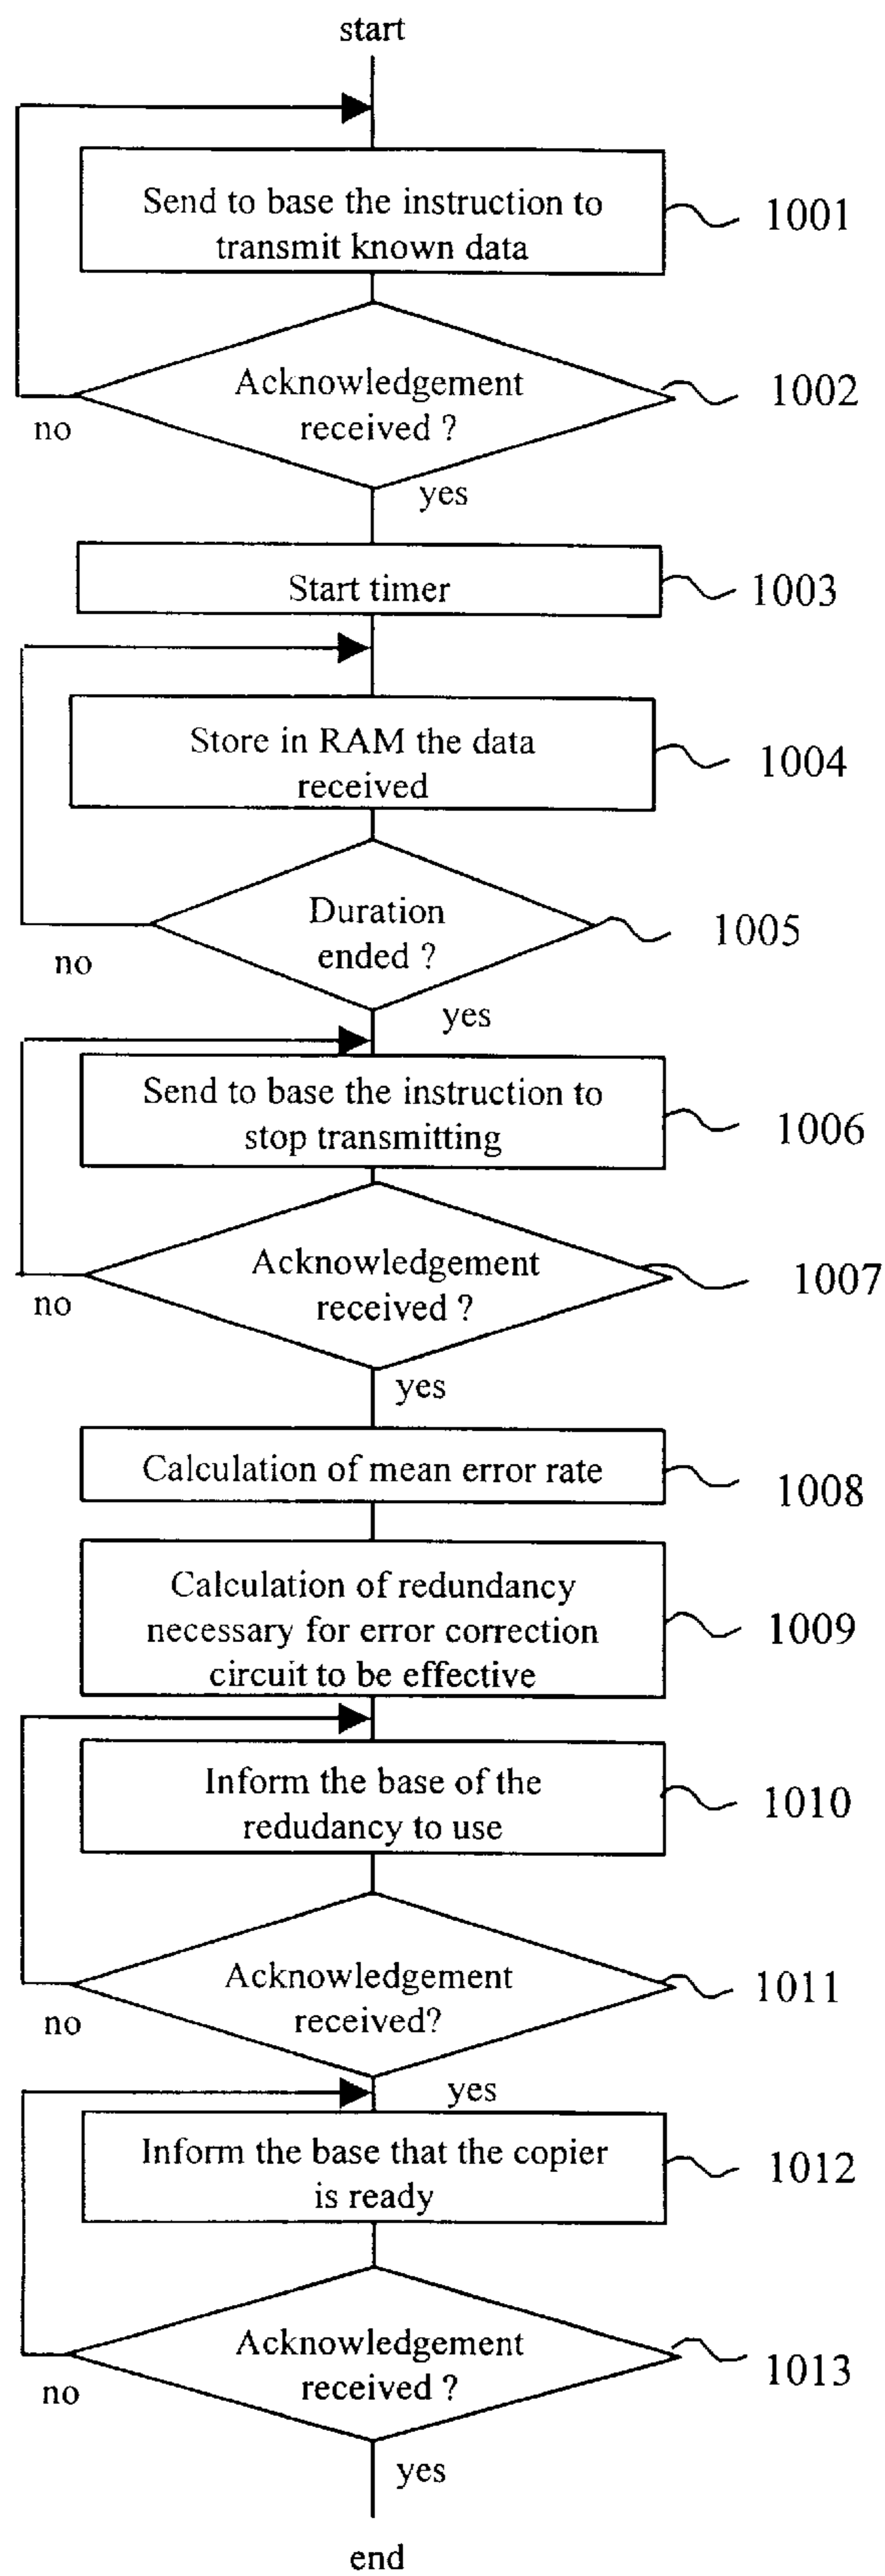 start
Send to base the instruction to
transmit known data
1001
Acknowledgement
received ?
1002
no
yes
Start timer
1003
Store in RAM the data
received
1004
Duration
ended ?
1005
no
yes
Send to base the instruction to
stop transmitting
1006
Acknowledgement
received ?
1007
no
yes
Calculation of mean error rate
1008
Calculation of redundancy
necessary for error correction
circuit to be effective
1009
Inform the base of the
redudancy to use
1010
Acknowledgement
received?
1011
no
yes
Inform the base that the copier
is ready
1012
Acknowledgement
received ?
1013
no
yes
end